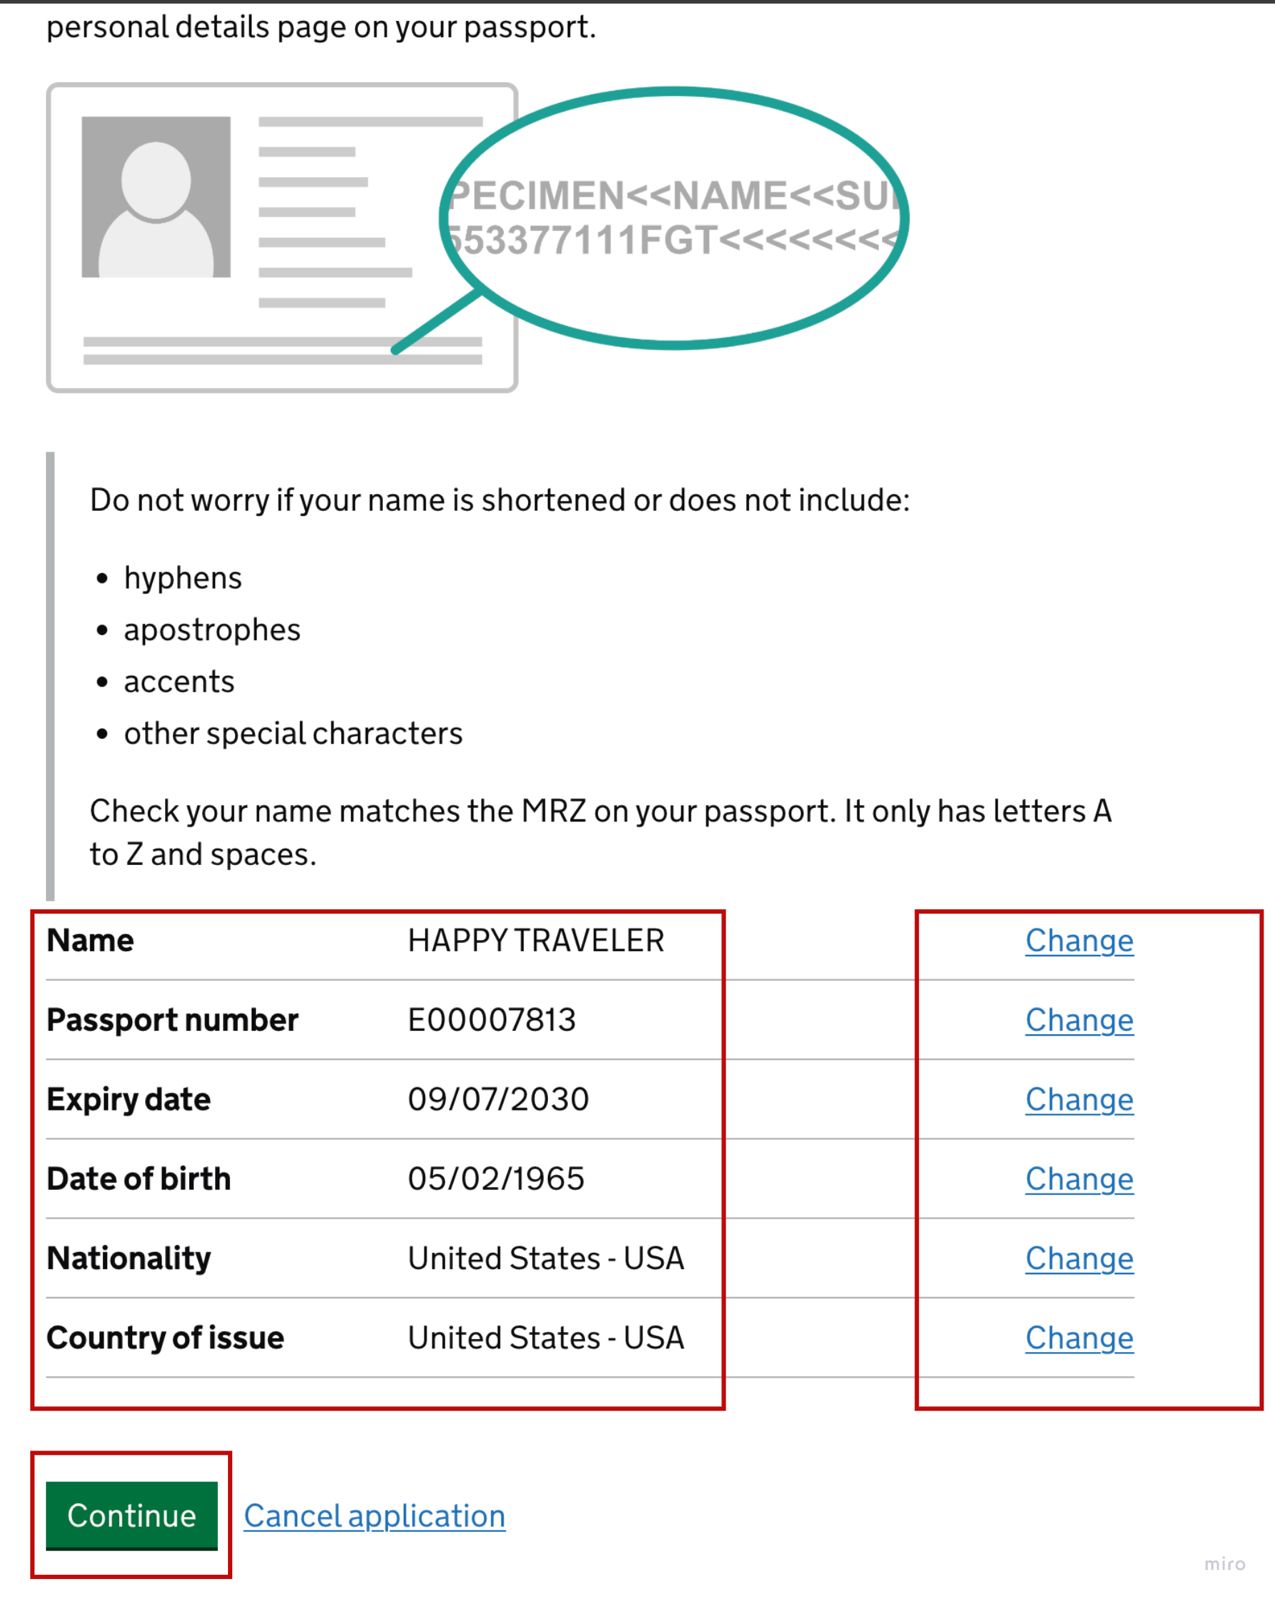 personal details page on your passport.
PECIMEN<<NAME<<SU
553377111FGT<<<<<<<<
Do not worry if your name is shortened or does not include:
• hyphens
• apostrophes
• accents
• other special characters
Check your name matches the MRZ on your passport. It only has letters A
to Z and spaces.
Name HAPPY TRAVELER Change
Passport number E00007813 Change
Expiry date 09/07/2030 Change
Date of birth 05/02/1965 Change
Nationality United States - USA Change
Country of issue United States - USA Change
Continue Cancel application
miro